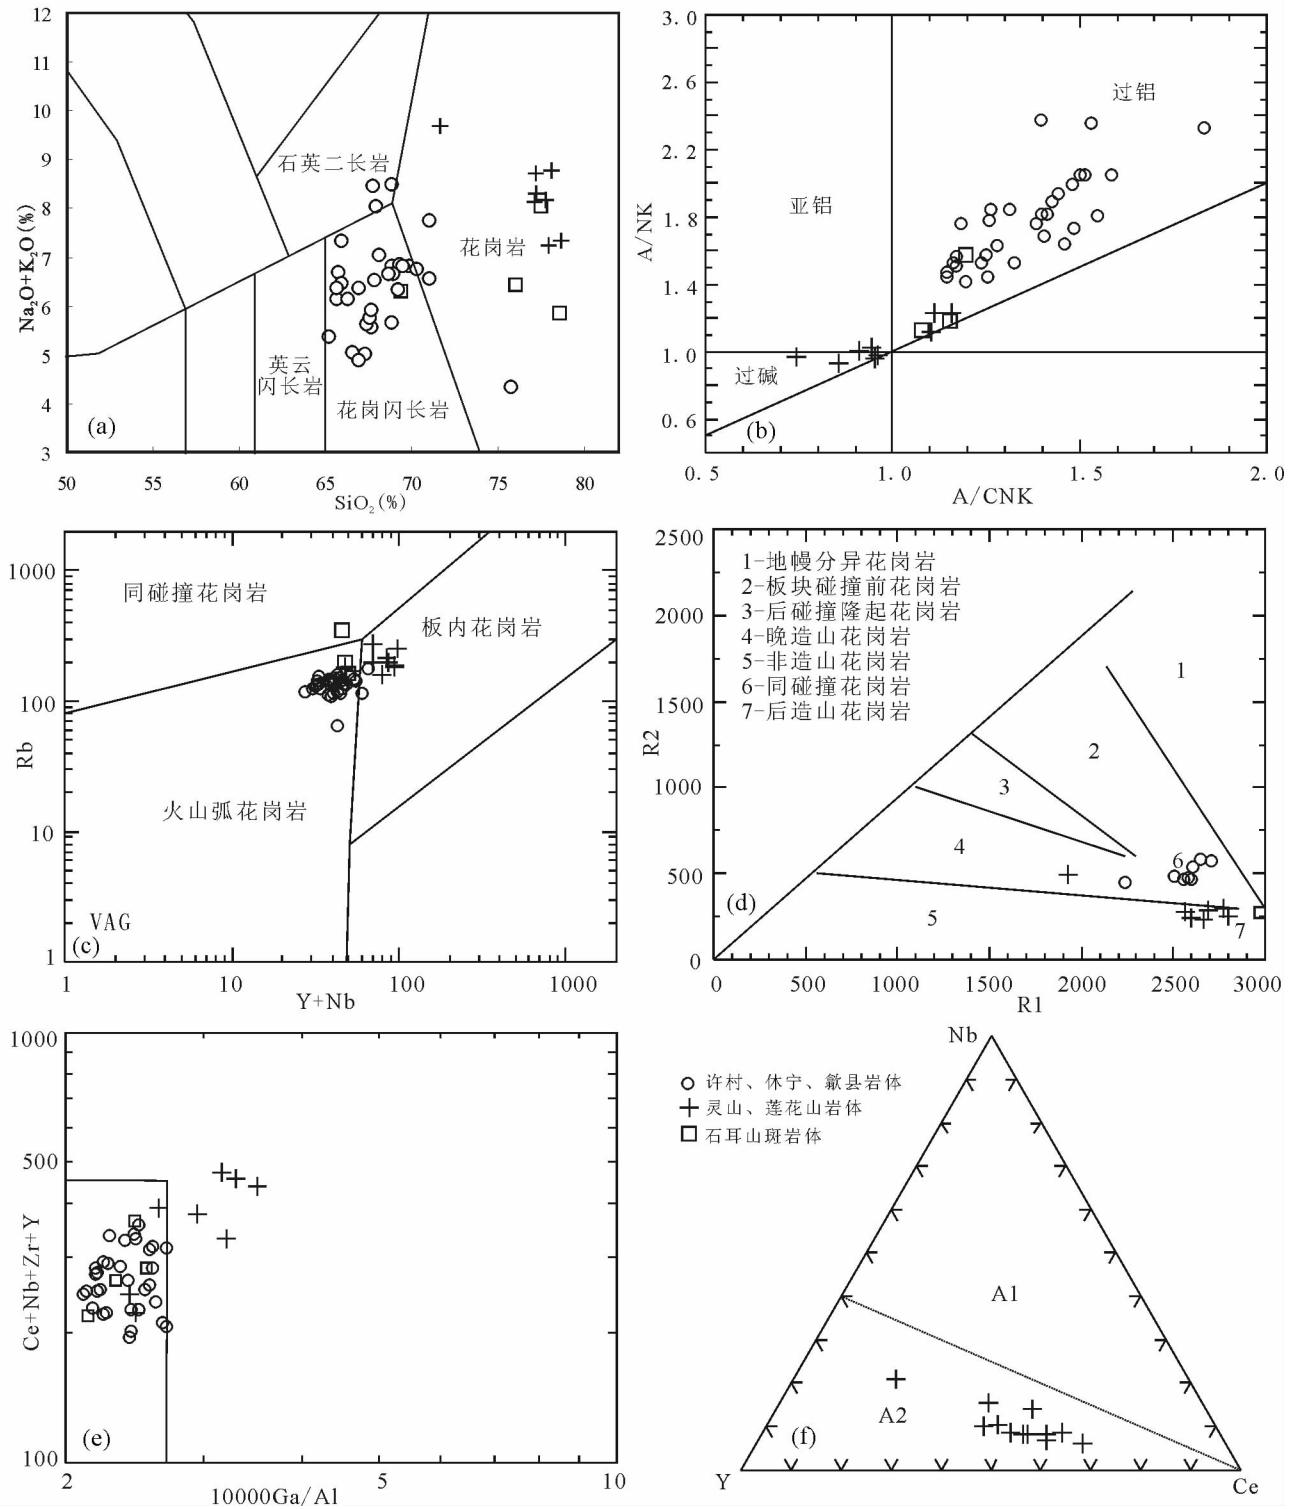 12
11
10
9
8
7
6
5
4
3
Na₂O+K₂O(%)
石英二长岩
花岗岩
英云
闪长岩
花岗闪长岩
(a)
50
55
60
65
70
75
80
SiO₂(%)
3.0
2.6
2.2
1.8
1.4
1.0
0.6
A/NK
过铝
亚铝
过碱
(b)
0.5
1.0
1.5
2.0
A/CNK
1000
100
10
1
Rb
同碰撞花岗岩
板内花岗岩
火山弧花岗岩
VAG
(c)
1
10
100
1000
Y+Nb
2500
2000
1500
1000
500
0
R2
1-地幔分异花岗岩
2-板块碰撞前花岗岩
3-后碰撞隆起花岗岩
4-晚造山花岗岩
5-非造山花岗岩
6-同碰撞花岗岩
7-后造山花岗岩
1
2
3
4
5
6
7
(d)
0
500
1000
1500
2000
2500
3000
R1
1000
500
100
Ce+Nb+Zr+Y
(e)
2
5
10
10000Ga/Al
Nb
许村、休宁、歙县岩体
灵山、莲花山岩体
石耳山斑岩体
A1
A2
(f)
Y
Ce